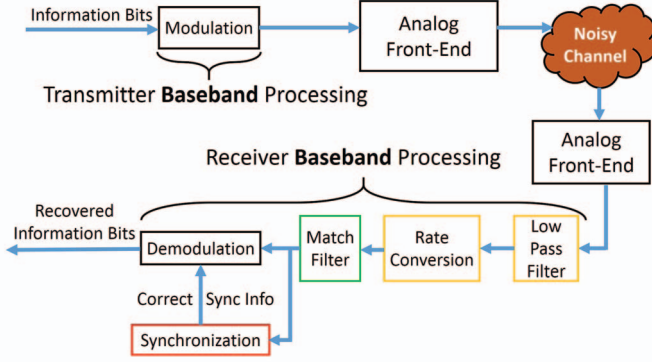 Information Bits
Modulation
Analog
Front-End
Noisy
Channel
Transmitter Baseband Processing
Analog
Front-End
Receiver Baseband Processing
Recovered
Information Bits
Demodulation
Match
Filter
Rate
Conversion
Low
Pass
Filter
Correct
Sync Info
Synchronization